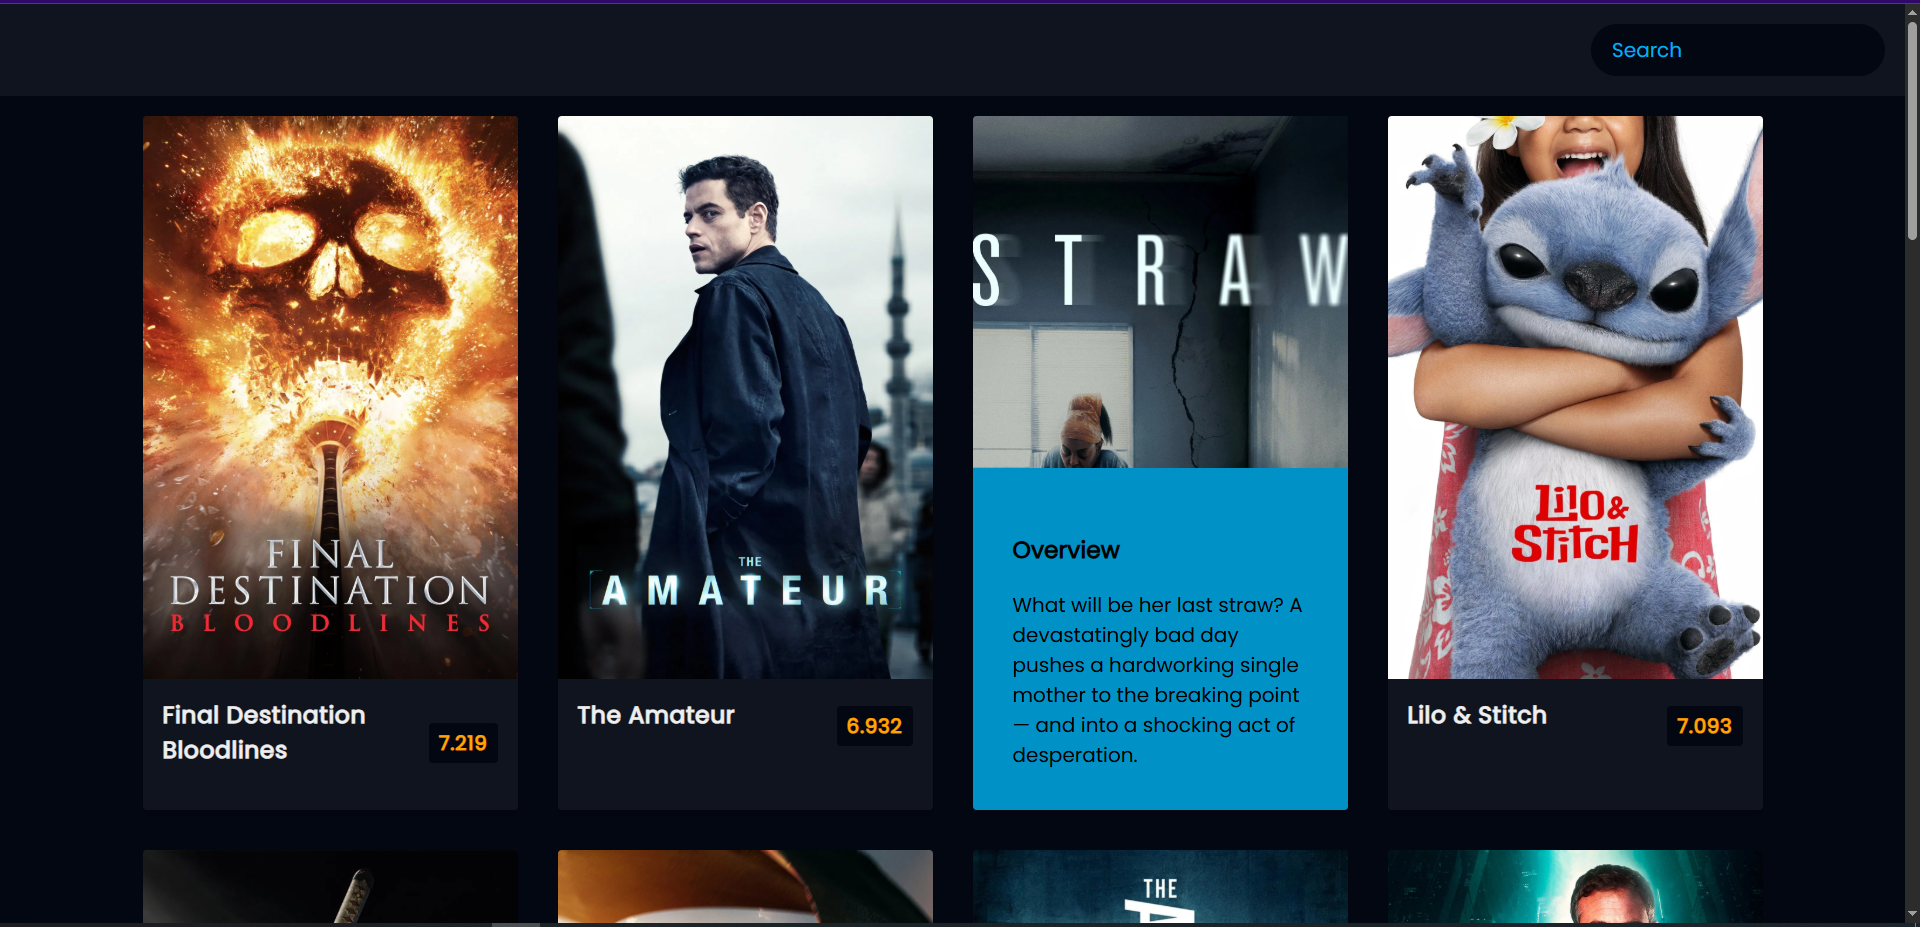 Search
FINAL
DESTINATION
BLOODLINES
THE
AMATEUR
STRAW
Lilo &
Stitch
Final Destination
Bloodlines
7.219
The Amateur
6.932
Overview
What will be her last straw? A
devastatingly bad day
pushes a hardworking single
mother to the breaking point
— and into a shocking act of
desperation.
Lilo & Stitch
7.093
THE